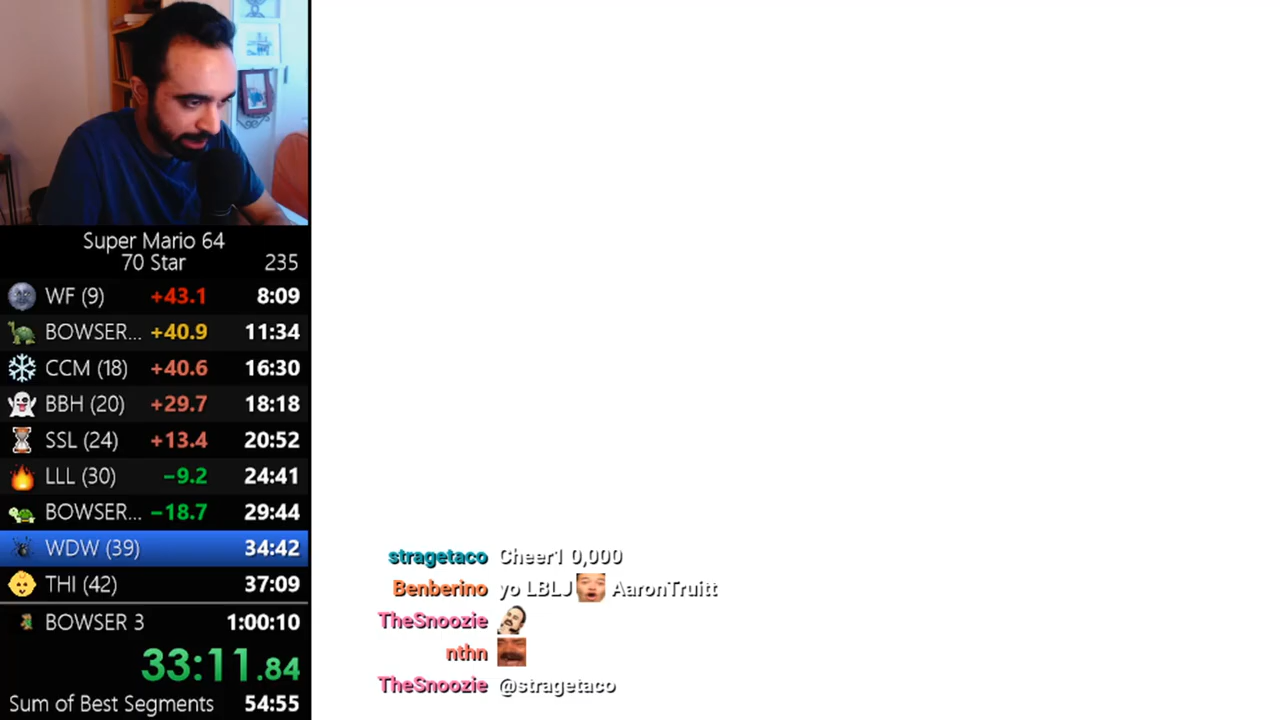 Super Mario 64
70 Star 235
WF (9) +43.1 8:09
BOWSER... +40.9 11:34
CCM (18) +40.6 16:30
BBH (20) +29.7 18:18
SSL (24) +13.4 20:52
LLL (30) −9.2 24:41
BOWSER... −18.7 29:44
WDW (39) 34:42
THI (42) 37:09
BOWSER 3 1:00:10
33:11.84
Sum of Best Segments 54:55
stragetaco Cheer1 0,000
Benberino yo LBLJ AaronTruitt
TheSnoozie
nthn
TheSnoozie @stragetaco